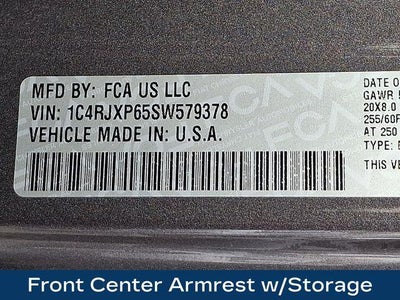 MFD BY: FCA US LLC
VIN: 1C4RJXP65SW579378
VEHICLE MADE IN: U.S.A.
DATE O
GAWR
20X8.0
255/60F
AT 250
TYPE:
THIS VE
Front Center Armrest w/Storage